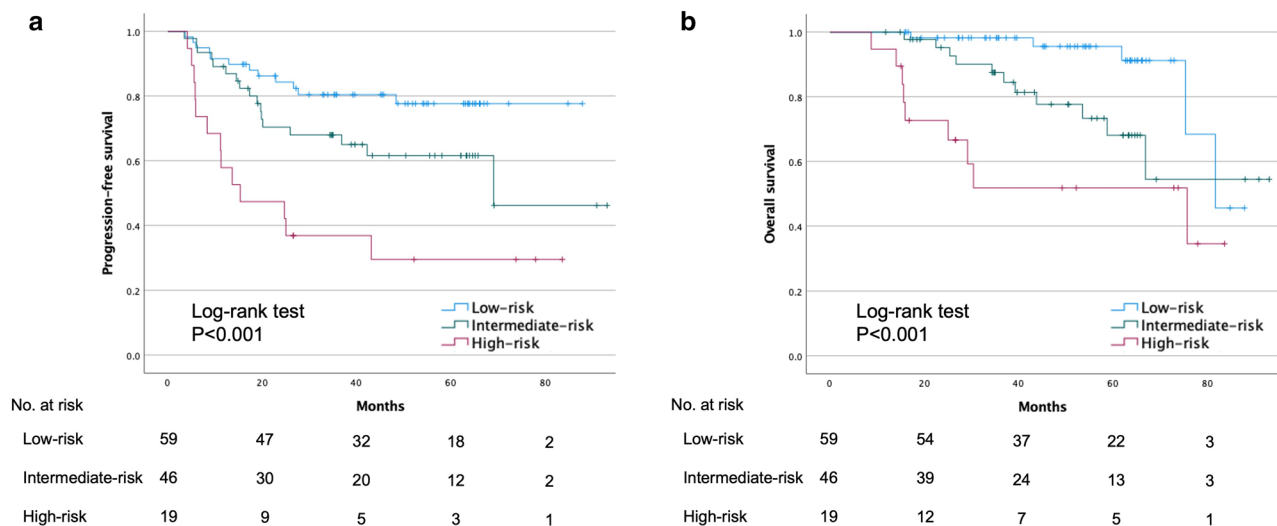 a
Progression-free survival
1.0
0.8
0.6
0.4
0.2
0.0
Log-rank test
P<0.001
Low-risk
Intermediate-risk
High-risk
0 20 40 60 80
No. at risk
Months
Low-risk 59 47 32 18 2
Intermediate-risk 46 30 20 12 2
High-risk 19 9 5 3 1
b
Overall survival
1.0
0.8
0.6
0.4
0.2
0.0
Log-rank test
P<0.001
Low-risk
Intermediate-risk
High-risk
0 20 40 60 80
No. at risk
Months
Low-risk 59 54 37 22 3
Intermediate-risk 46 39 24 13 3
High-risk 19 12 7 5 1